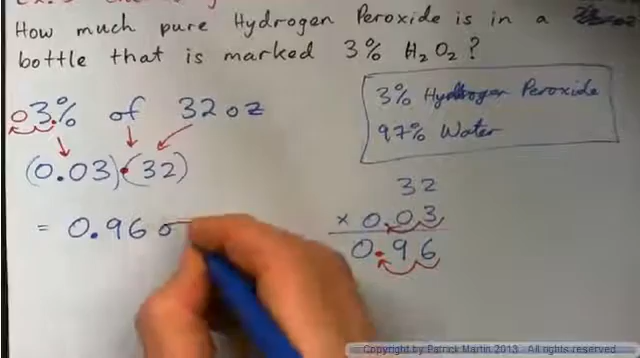 How much pure Hydrogen Peroxide is in a
bottle that is marked 3% H₂O₂?
3% Hydrogen Peroxide
97% Water
03.% of 32 oz
(0.03)·(32)
= 0.96 o
32
× 0.03
0.96
Copyright by Patrick Martin 2013 . All rights reserved.